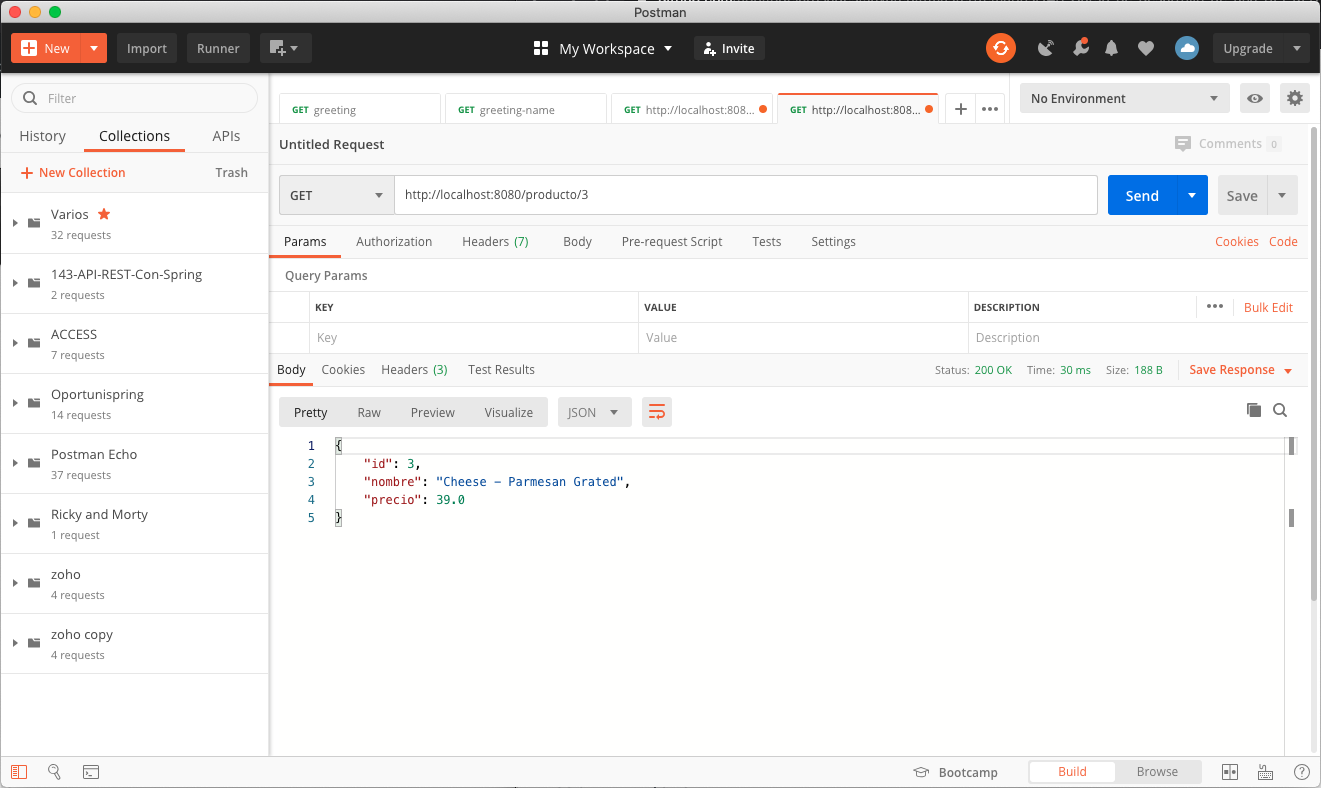 Postman
New
Import
Runner
My Workspace
Invite
Upgrade
Filter
GET greeting
GET greeting-name
GET http://localhost:808...
GET http://localhost:808...
No Environment
History
Collections
APIs
Untitled Request
Comments 0
New Collection
Trash
GET
http://localhost:8080/producto/3
Send
Save
Varios
32 requests
Params
Authorization
Headers (7)
Body
Pre-request Script
Tests
Settings
Cookies
Code
143-API-REST-Con-Spring
2 requests
Query Params
KEY
VALUE
DESCRIPTION
Bulk Edit
Key
Value
Description
ACCESS
7 requests
Body
Cookies
Headers (3)
Test Results
Status: 200 OK
Time: 30 ms
Size: 188 B
Save Response
Oportunispring
14 requests
Pretty
Raw
Preview
Visualize
JSON
1 {
2 "id": 3,
3 "nombre": "Cheese – Parmesan Grated",
4 "precio": 39.0
5 }
Postman Echo
37 requests
Ricky and Morty
1 request
zoho
4 requests
zoho copy
4 requests
Bootcamp
Build
Browse